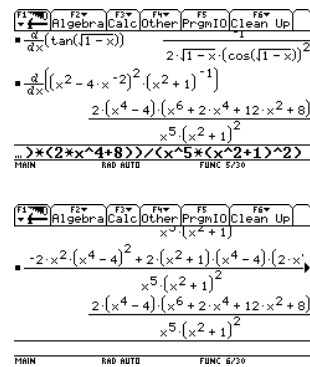 F1 F2 F3 F4 F5 F6
Algebra Calc Other PrgmIO Clean Up
d/dx(tan(√(1 - x))) -1/(2·√(1 - x)·(cos(√(1 - x)))²)
d/dx((x² - 4·x⁻²)²·(x² + 1)⁻¹)
2·(x⁴ - 4)·(x⁶ + 2·x⁴ + 12·x² + 8)
x⁵·(x² + 1)²
…)*(2*x^4+8))/(x^5*(x^2+1)^2)
MAIN RAD AUTO FUNC 5/30
F1 F2 F3 F4 F5 F6
Algebra Calc Other PrgmIO Clean Up
x⁵·(x² + 1)
-2·x²·(x⁴ - 4)² + 2·(x² + 1)·(x⁴ - 4)·(2·x
x⁵·(x² + 1)²
2·(x⁴ - 4)·(x⁶ + 2·x⁴ + 12·x² + 8)
x⁵·(x² + 1)²
MAIN RAD AUTO FUNC 6/30